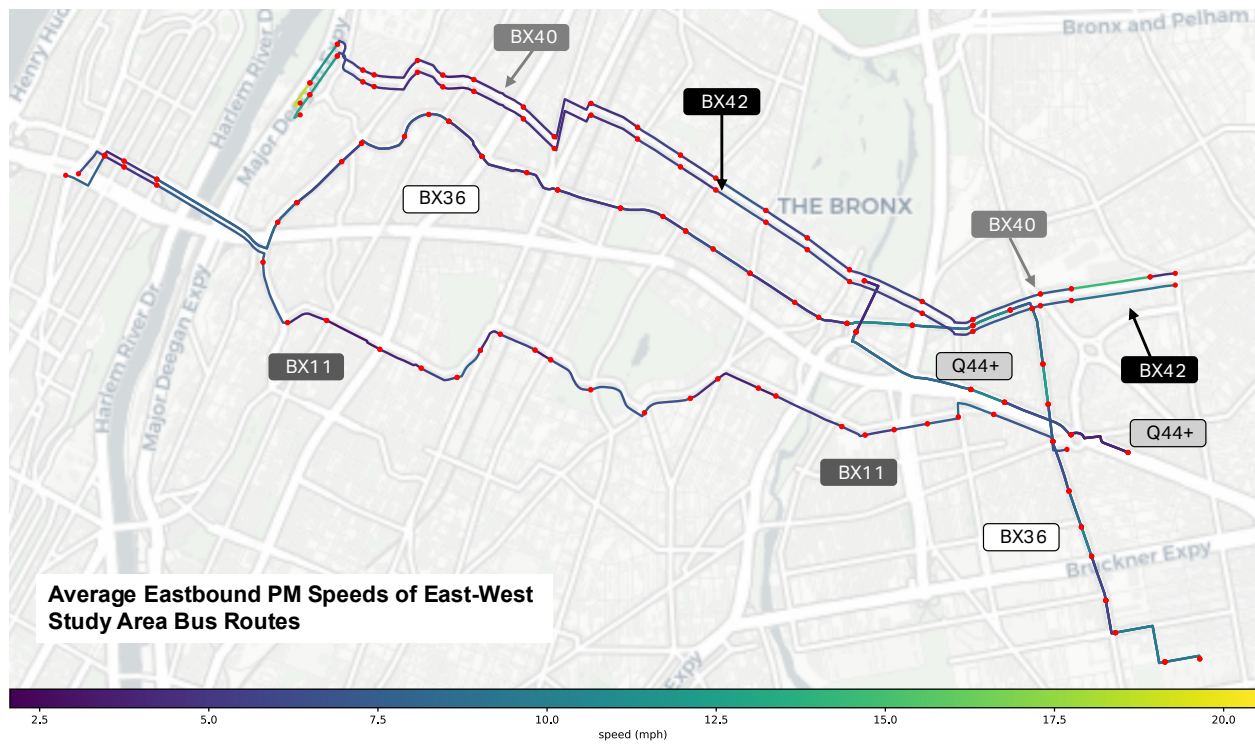 Henry Hud
Harlem River D
Major Deegan Expy
Expy
BX40
Bronx and Pelham
BX42
BX36
THE BRONX
BX40
BX11
Q44+
BX42
Q44+
BX11
BX36
Harlem River D
Major Deegan Expy
Bruckner Expy
Expy
Average Eastbound PM Speeds of East-West
Study Area Bus Routes
2.5 5.0 7.5 10.0 12.5 15.0 17.5 20.0
speed (mph)